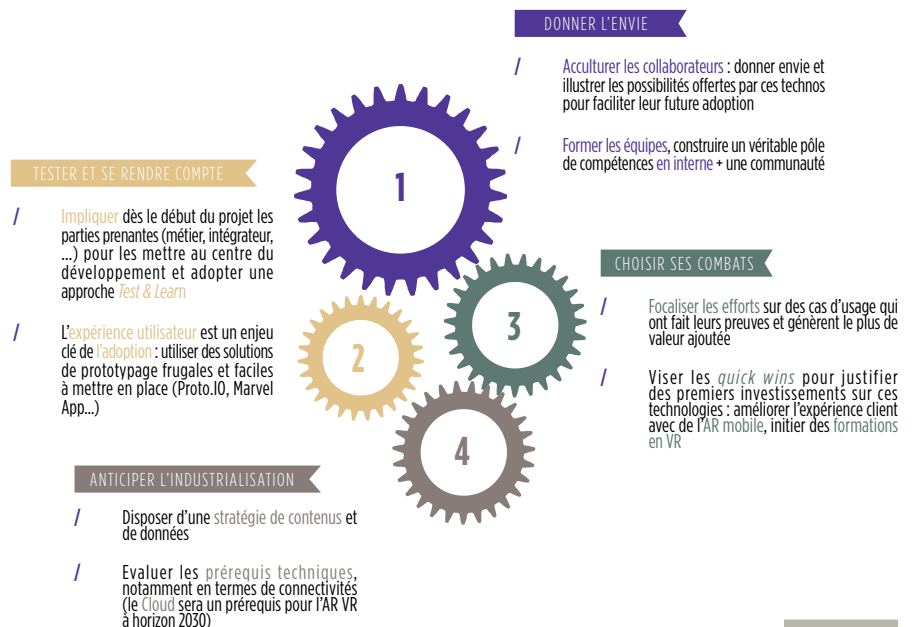 DONNER L'ENVIE
/ Acculturer les collaborateurs : donner envie et
illustrer les possibilités offertes par ces technos
pour faciliter leur future adoption
/ Former les équipes, construire un véritable pôle
de compétences en interne + une communauté
1
TESTER ET SE RENDRE COMPTE
/ Impliquer dès le début du projet les
parties prenantes (métier, intégrateur,
...) pour les mettre au centre du
développement et adopter une
approche Test & Learn
/ L'expérience utilisateur est un enjeu
clé de l'adoption : utiliser des solutions
de prototypage frugales et faciles
à mettre en place (Proto.IO, Marvel
App...)
2
3
CHOISIR SES COMBATS
/ Focaliser les efforts sur des cas d'usage qui
ont fait leurs preuves et génèrent le plus de
valeur ajoutée
/ Viser les quick wins pour justifier
des premiers investissements sur ces
technologies : améliorer l'expérience client
avec de l'AR mobile, initier des formations
en VR
4
ANTICIPER L'INDUSTRIALISATION
/ Disposer d'une stratégie de contenus et
de données
/ Evaluer les prérequis techniques,
notamment en termes de connectivités
(le Cloud sera un prérequis pour l'AR VR
à horizon 2030)